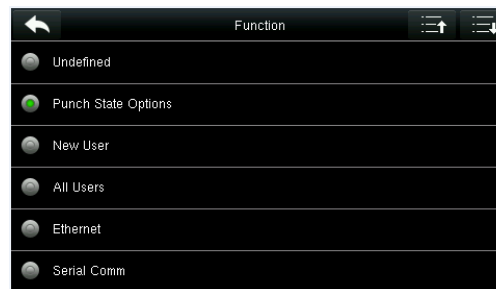 Function
Undefined
Punch State Options
New User
All Users
Ethernet
Serial Comm